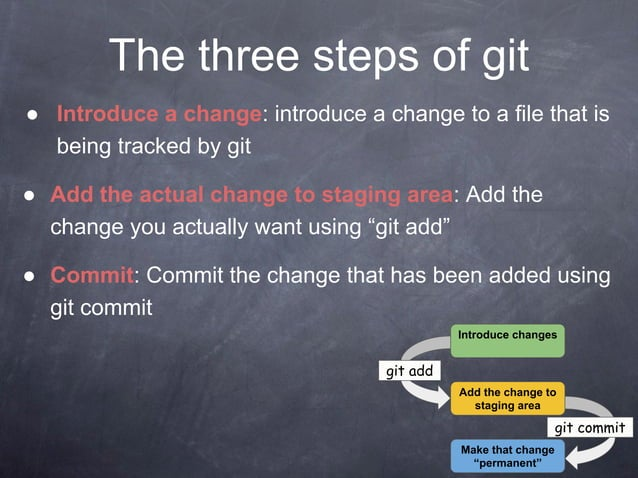 The three steps of git
● Introduce a change: introduce a change to a file that is
being tracked by git
● Add the actual change to staging area: Add the
change you actually want using “git add”
● Commit: Commit the change that has been added using
git commit
Introduce changes
git add
Add the change to
staging area
git commit
Make that change
“permanent”